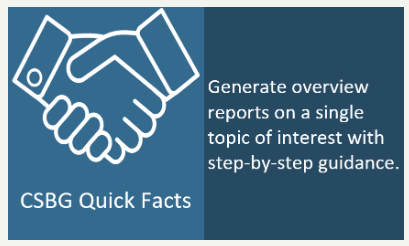 CSBG Quick Facts
Generate overview
reports on a single
topic of interest with
step-by-step guidance.